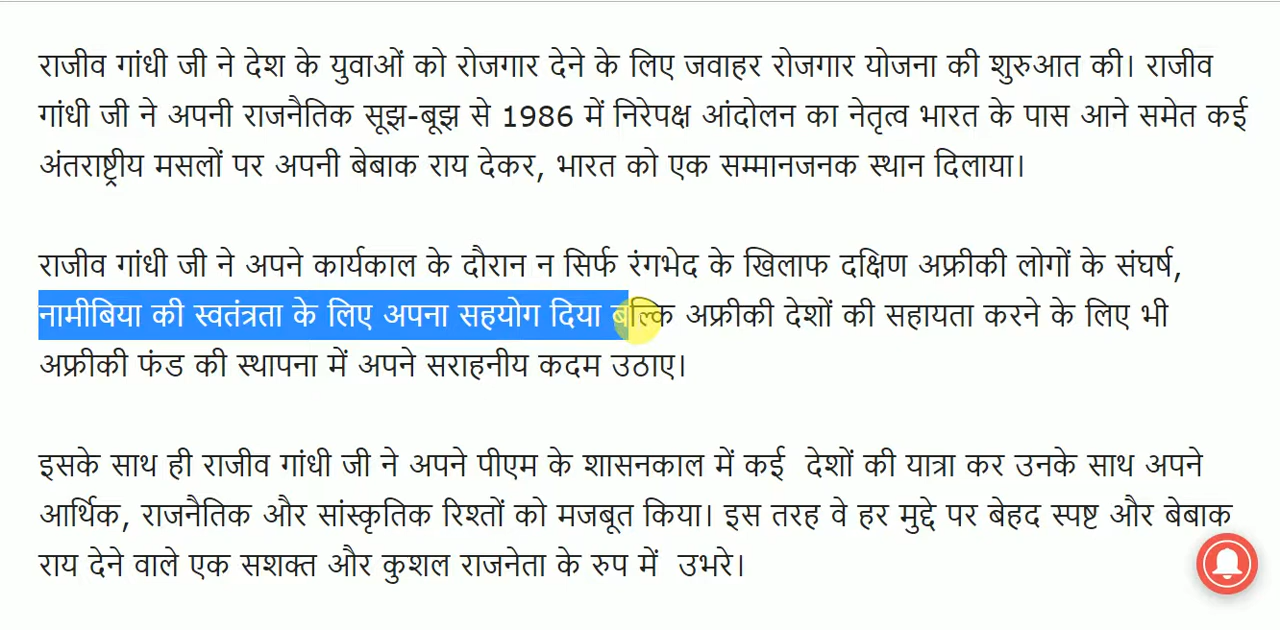 राजीव गांधी जी ने देश के युवाओं को रोजगार देने के लिए जवाहर रोजगार योजना की शुरुआत की। राजीव
गांधी जी ने अपनी राजनैतिक सूझ-बूझ से 1986 में निरेपक्ष आंदोलन का नेतृत्व भारत के पास आने समेत कई
अंतराष्ट्रीय मसलों पर अपनी बेबाक राय देकर, भारत को एक सम्मानजनक स्थान दिलाया।
राजीव गांधी जी ने अपने कार्यकाल के दौरान न सिर्फ रंगभेद के खिलाफ दक्षिण अफ्रीकी लोगों के संघर्ष,
नामीबिया की स्वतंत्रता के लिए अपना सहयोग दिया बल्कि अफ्रीकी देशों की सहायता करने के लिए भी
अफ्रीकी फंड की स्थापना में अपने सराहनीय कदम उठाए।
इसके साथ ही राजीव गांधी जी ने अपने पीएम के शासनकाल में कई देशों की यात्रा कर उनके साथ अपने
आर्थिक, राजनैतिक और सांस्कृतिक रिश्तों को मजबूत किया। इस तरह वे हर मुद्दे पर बेहद स्पष्ट और बेबाक
राय देने वाले एक सशक्त और कुशल राजनेता के रुप में उभरे।